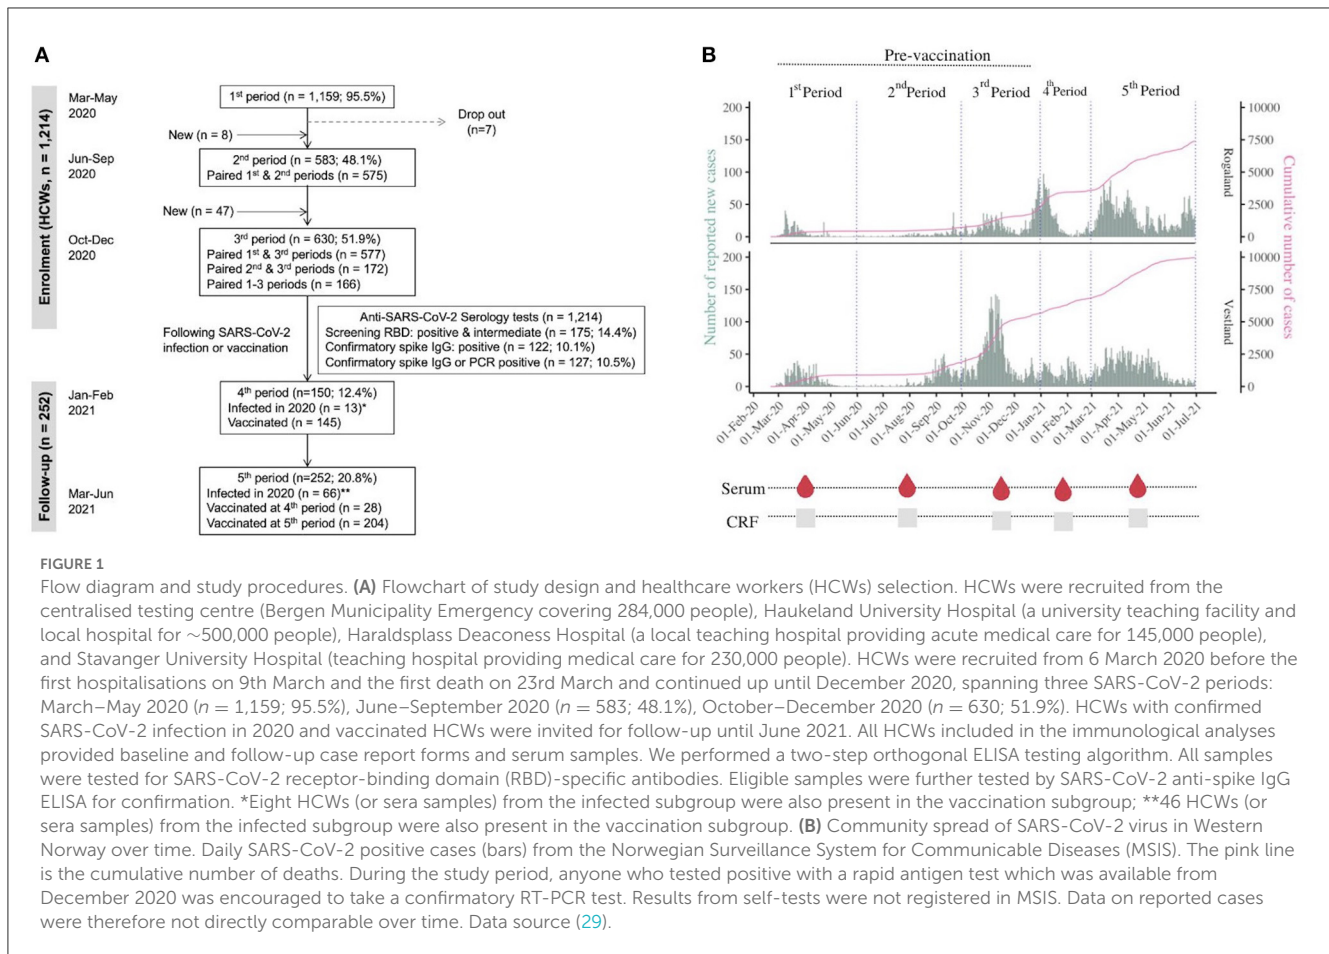 A
Enrolment (HCWs, n = 1,214)
Follow-up (n = 252)
Mar-May
2020
1st period (n = 1,159; 95.5%)
Drop out
(n=7)
New (n = 8)
Jun-Sep
2020
2nd period (n = 583; 48.1%)
Paired 1st & 2nd periods (n = 575)
New (n = 47)
Oct-Dec
2020
3rd period (n = 630; 51.9%)
Paired 1st & 3rd periods (n = 577)
Paired 2nd & 3rd periods (n = 172)
Paired 1-3 periods (n = 166)
Following SARS-CoV-2
infection or vaccination
Anti-SARS-CoV-2 Serology tests (n = 1,214)
Screening RBD: positive & intermediate (n = 175; 14.4%)
Confirmatory spike IgG: positive (n = 122; 10.1%)
Confirmatory spike IgG or PCR positive (n = 127; 10.5%)
Jan-Feb
2021
4th period (n=150; 12.4%)
Infected in 2020 (n = 13)*
Vaccinated (n = 145)
Mar-Jun
2021
5th period (n=252; 20.8%)
Infected in 2020 (n = 66)**
Vaccinated at 4th period (n = 28)
Vaccinated at 5th period (n = 204)
B
Pre-vaccination
1st Period 2nd Period 3rd Period 4th Period 5th Period
Number of reported new cases
200
150
100
50
0
200
150
100
50
0
10000
7500
5000
2500
0
10000
7500
5000
2500
0
Rogaland
Vestland
Cumulative number of cases
01-Feb-20 01-Mar-20 01-Apr-20 01-May-20 01-Jun-20 01-Jul-20 01-Aug-20 01-Sep-20 01-Oct-20 01-Nov-20 01-Dec-20 01-Jan-21 01-Feb-21 01-Mar-21 01-Apr-21 01-May-21 01-Jun-21 01-Jul-21
Serum
CRF
FIGURE 1
Flow diagram and study procedures. (A) Flowchart of study design and healthcare workers (HCWs) selection. HCWs were recruited from the
centralised testing centre (Bergen Municipality Emergency covering 284,000 people), Haukeland University Hospital (a university teaching facility and
local hospital for ∼500,000 people), Haraldsplass Deaconess Hospital (a local teaching hospital providing acute medical care for 145,000 people),
and Stavanger University Hospital (teaching hospital providing medical care for 230,000 people). HCWs were recruited from 6 March 2020 before the
first hospitalisations on 9th March and the first death on 23rd March and continued up until December 2020, spanning three SARS-CoV-2 periods:
March–May 2020 (n = 1,159; 95.5%), June–September 2020 (n = 583; 48.1%), October–December 2020 (n = 630; 51.9%). HCWs with confirmed
SARS-CoV-2 infection in 2020 and vaccinated HCWs were invited for follow-up until June 2021. All HCWs included in the immunological analyses
provided baseline and follow-up case report forms and serum samples. We performed a two-step orthogonal ELISA testing algorithm. All samples
were tested for SARS-CoV-2 receptor-binding domain (RBD)-specific antibodies. Eligible samples were further tested by SARS-CoV-2 anti-spike IgG
ELISA for confirmation. *Eight HCWs (or sera samples) from the infected subgroup were also present in the vaccination subgroup; **46 HCWs (or
sera samples) from the infected subgroup were also present in the vaccination subgroup. (B) Community spread of SARS-CoV-2 virus in Western
Norway over time. Daily SARS-CoV-2 positive cases (bars) from the Norwegian Surveillance System for Communicable Diseases (MSIS). The pink line
is the cumulative number of deaths. During the study period, anyone who tested positive with a rapid antigen test which was available from
December 2020 was encouraged to take a confirmatory RT-PCR test. Results from self-tests were not registered in MSIS. Data on reported cases
were therefore not directly comparable over time. Data source (29).